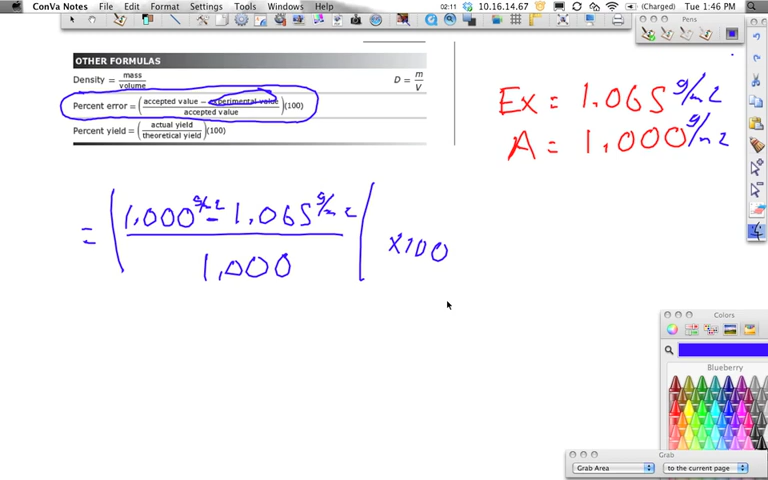 ConVa Notes File Edit Format Settings Tools Windows Help 02:11 10.16.14.67 (Charged) Tue 1:46 PM
Pens
OTHER FORMULAS
Density = mass / volume D = m / V
Percent error = (accepted value − experimental value / accepted value)(100)
Percent yield = (actual yield / theoretical yield)(100)
Ex = 1.065 g/mL
A = 1.000 g/mL
= | 1.000 g/mL - 1.065 g/mL | x100
1.000
Colors
Blueberry
Grab
Grab Area to the current page